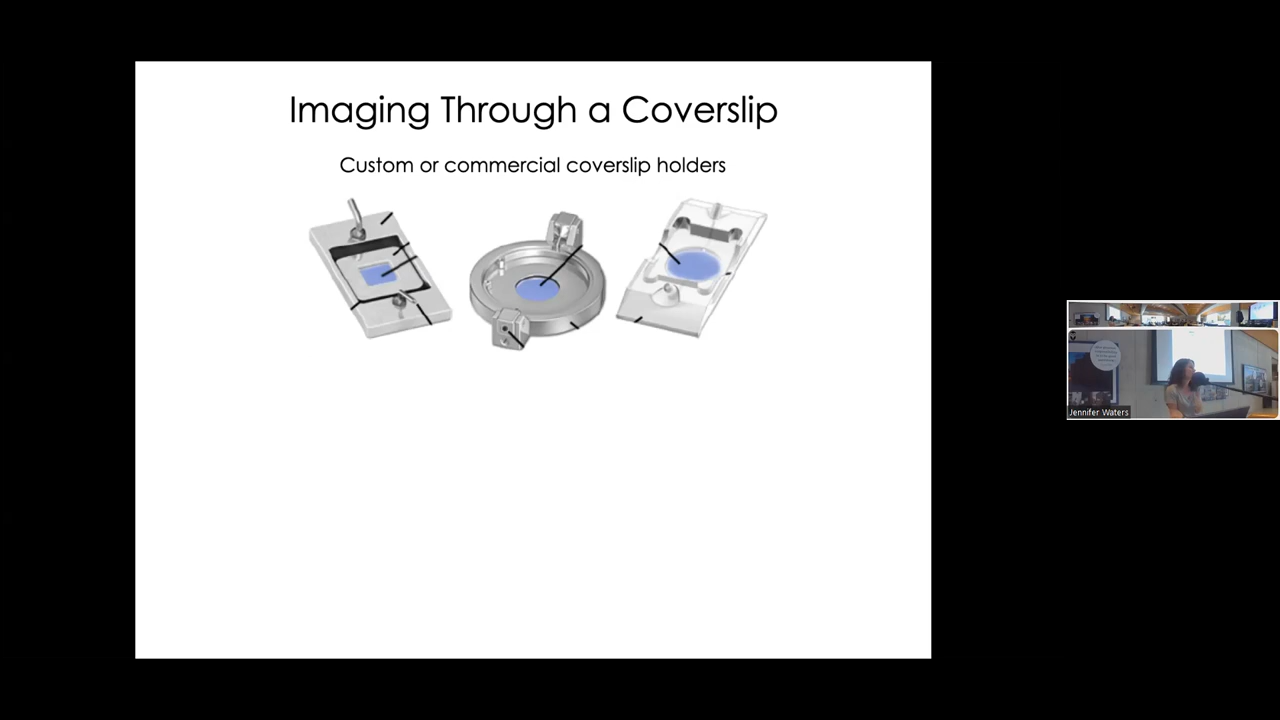 Imaging Through a Coverslip
Custom or commercial coverslip holders
Jennifer Waters